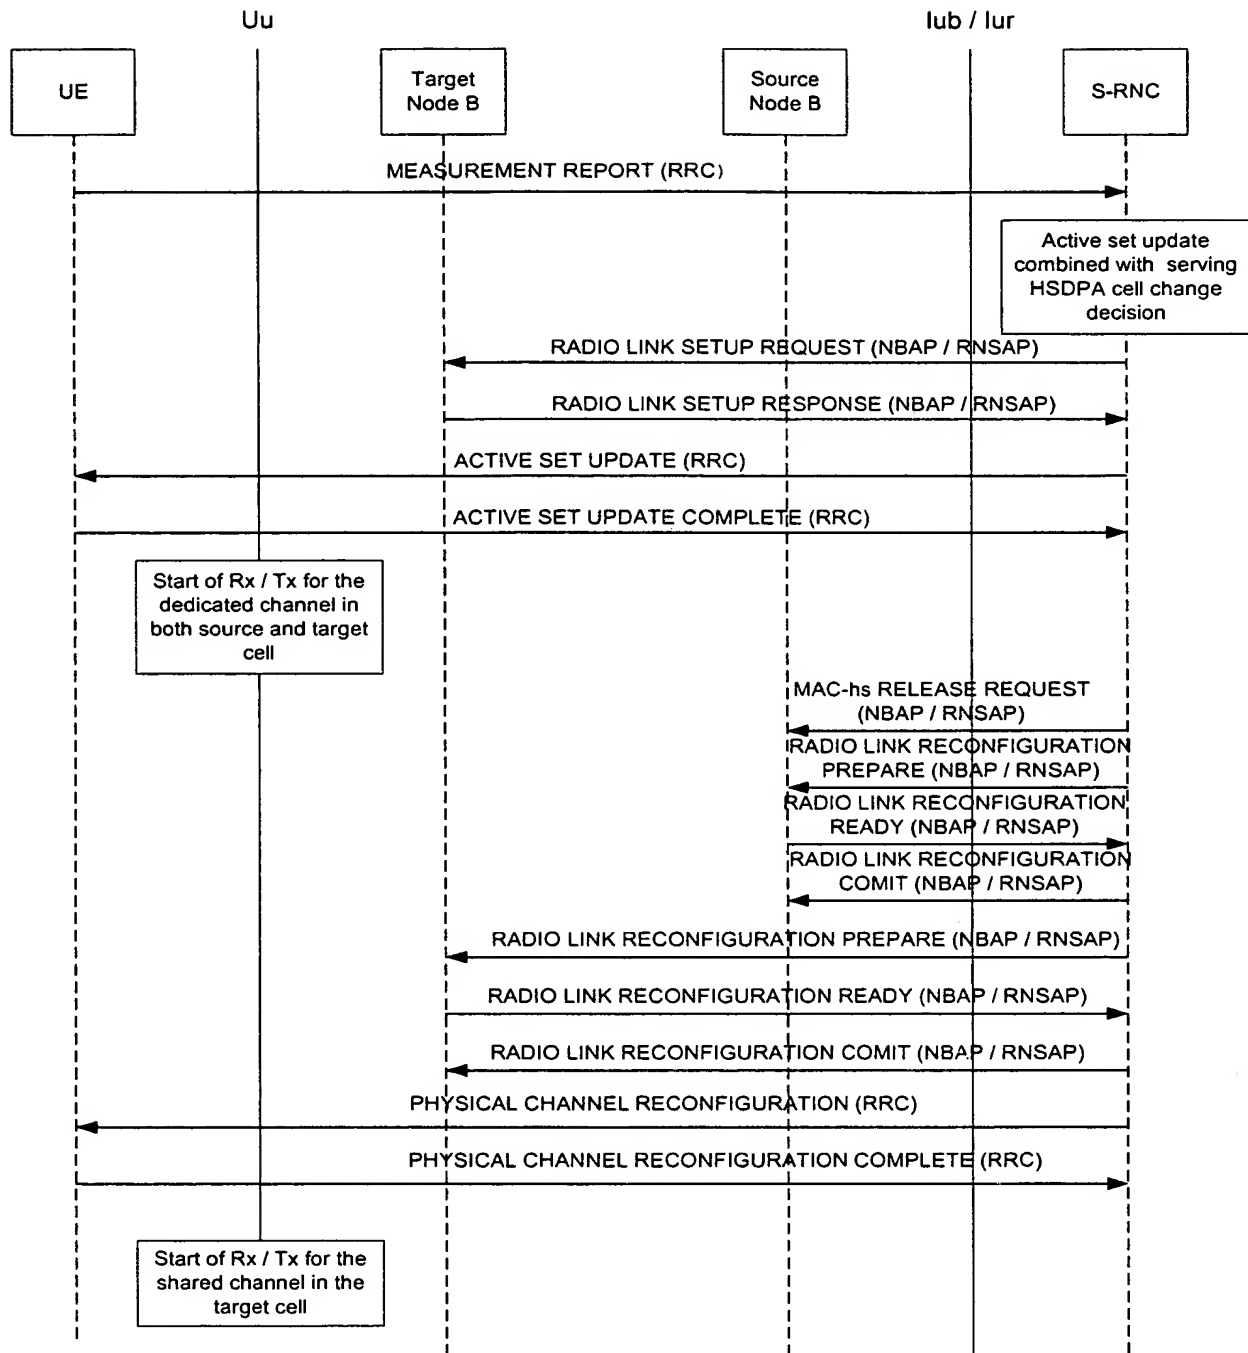 Uu
Iub / Iur
UE
Target
Node B
Source
Node B
S-RNC
MEASUREMENT REPORT (RRC)
Active set update
combined with serving
HSDPA cell change
decision
RADIO LINK SETUP REQUEST (NBAP / RNSAP)
RADIO LINK SETUP RESPONSE (NBAP / RNSAP)
ACTIVE SET UPDATE (RRC)
ACTIVE SET UPDATE COMPLETE (RRC)
Start of Rx / Tx for the
dedicated channel in
both source and target
cell
MAC-hs RELEASE REQUEST
(NBAP / RNSAP)
RADIO LINK RECONFIGURATION
PREPARE (NBAP / RNSAP)
RADIO LINK RECONFIGURATION
READY (NBAP / RNSAP)
RADIO LINK RECONFIGURATION
COMIT (NBAP / RNSAP)
RADIO LINK RECONFIGURATION PREPARE (NBAP / RNSAP)
RADIO LINK RECONFIGURATION READY (NBAP / RNSAP)
RADIO LINK RECONFIGURATION COMIT (NBAP / RNSAP)
PHYSICAL CHANNEL RECONFIGURATION (RRC)
PHYSICAL CHANNEL RECONFIGURATION COMPLETE (RRC)
Start of Rx / Tx for the
shared channel in the
target cell